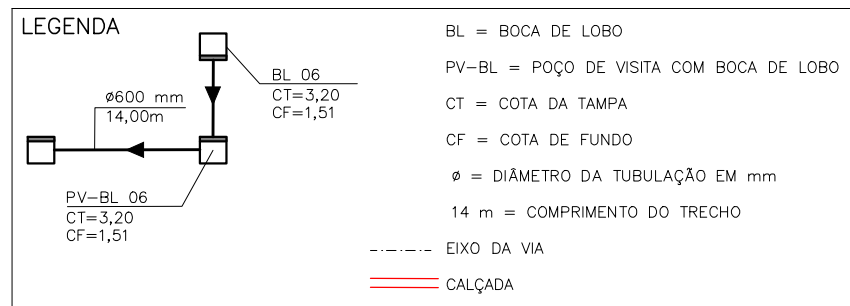 LEGENDA
BL 06
CT=3,20
CF=1,51
ø600 mm
14,00m
PV-BL 06
CT=3,20
CF=1,51
BL = BOCA DE LOBO
PV-BL = POÇO DE VISITA COM BOCA DE LOBO
CT = COTA DA TAMPA
CF = COTA DE FUNDO
ø = DIÂMETRO DA TUBULAÇÃO EM mm
14 m = COMPRIMENTO DO TRECHO
EIXO DA VIA
CALÇADA